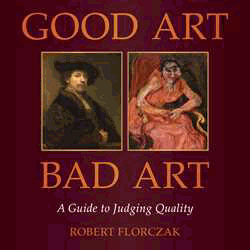 GOOD ART
BAD ART
A Guide to Judging Quality
ROBERT FLORCZAK